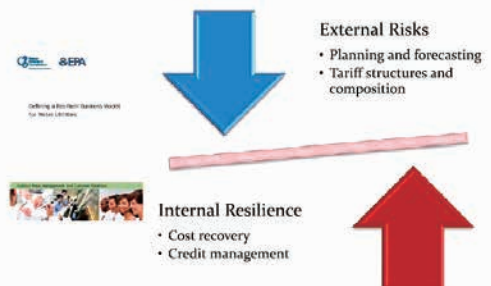 External Risks
• Planning and forecasting
• Tariff structures and
composition
EPA
Defining a Resilient Business Model
for Water Utilities
Internal Resilience
• Cost recovery
• Credit management